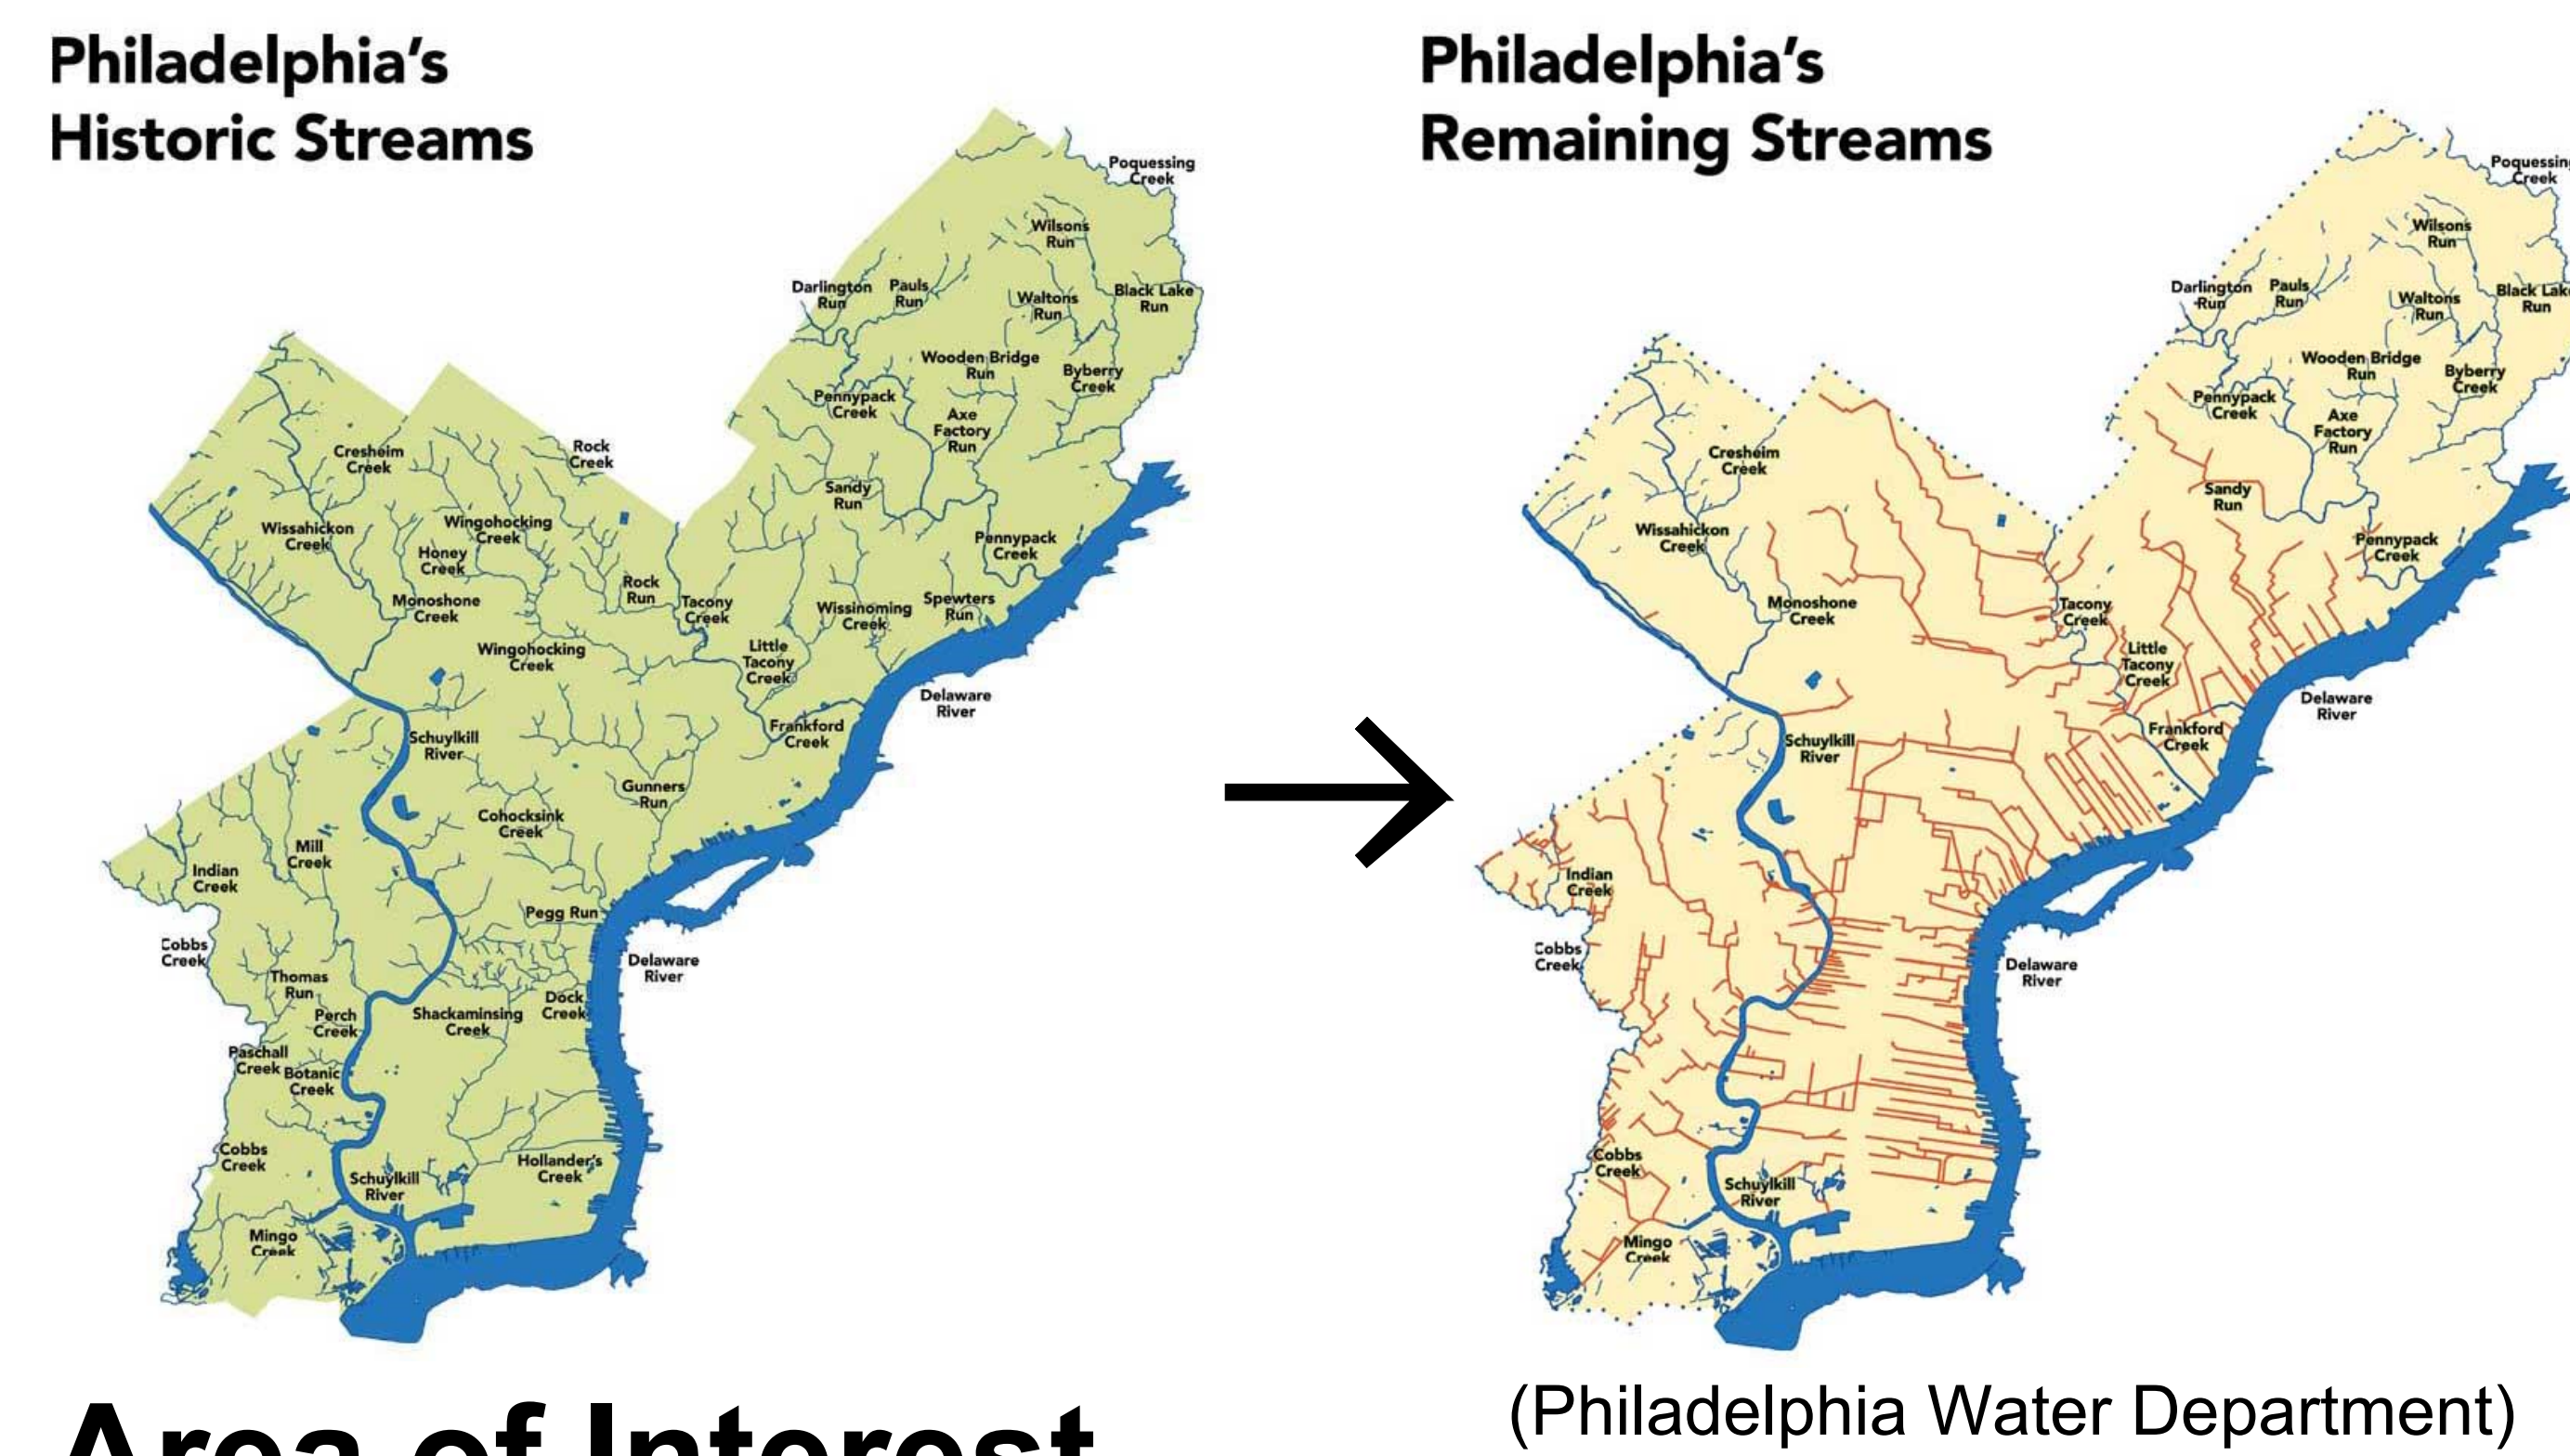 Philadelphia's
Historic Streams
Poquessing
Creek
Wilsons
Run
Darlington
Run
Pauls
Run
Waltons
Run
Black Lake
Run
Wooden Bridge
Run
Byberry
Creek
Pennypack
Creek
Axe
Factory
Run
Cresheim
Creek
Rock
Creek
Sandy
Run
Wissahickon
Creek
Wingohocking
Creek
Honey
Creek
Pennypack
Creek
Rock
Run
Monoshone
Creek
Tacony
Creek
Wissinoming
Creek
Spewters
Run
Wingohocking
Creek
Little
Tacony
Creek
Delaware
River
Frankford
Creek
Schuylkill
River
Gunners
Run
Cohocksink
Creek
Mill
Creek
Indian
Creek
Pegg Run
Cobbs
Creek
Delaware
River
Thomas
Run
Dock
Creek
Perch
Creek
Shackaminsing
Creek
Paschall
Creek
Botanic
Creek
Cobbs
Creek
Hollander's
Creek
Schuylkill
River
Mingo
Creek
Philadelphia's
Remaining Streams
Poquessing
Creek
Wilsons
Run
Darlington
Run
Pauls
Run
Waltons
Run
Black Lake
Run
Wooden Bridge
Run
Byberry
Creek
Pennypack
Creek
Axe
Factory
Run
Cresheim
Creek
Sandy
Run
Wissahickon
Creek
Pennypack
Creek
Monoshone
Creek
Tacony
Creek
Little
Tacony
Creek
Delaware
River
Frankford
Creek
Schuylkill
River
Indian
Creek
Cobbs
Creek
Delaware
River
Cobbs
Creek
Schuylkill
River
Mingo
Creek
(Philadelphia Water Department)
Area of Interest